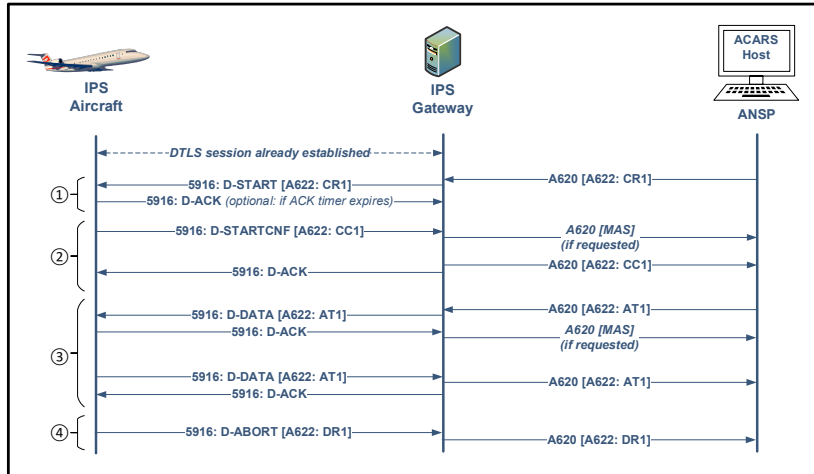 IPS
Aircraft
IPS
Gateway
ACARS
Host
ANSP
DTLS session already established
①
A620 [A622: CR1]
5916: D-START [A622: CR1]
5916: D-ACK (optional: if ACK timer expires)
②
5916: D-STARTCNF [A622: CC1]
A620 [MAS]
(if requested)
A620 [A622: CC1]
5916: D-ACK
③
A620 [A622: AT1]
5916: D-DATA [A622: AT1]
5916: D-ACK
A620 [MAS]
(if requested)
5916: D-DATA [A622: AT1]
A620 [A622: AT1]
5916: D-ACK
④
5916: D-ABORT [A622: DR1]
A620 [A622: DR1]